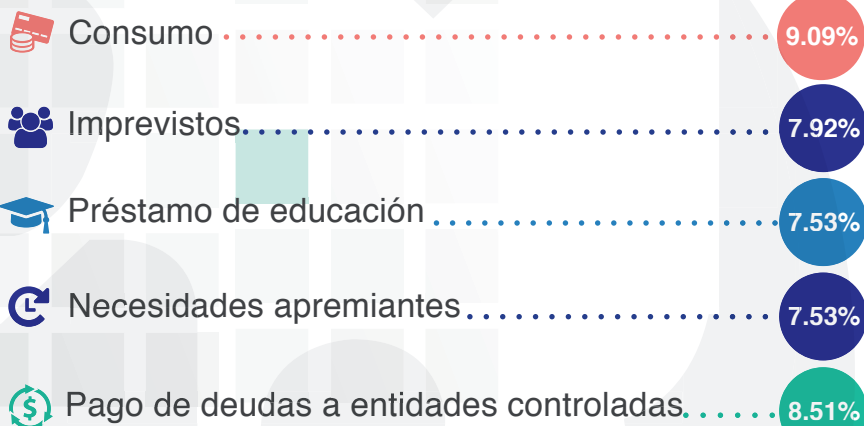 Consumo 9.09%
Imprevistos 7.92%
Préstamo de educación 7.53%
Necesidades apremiantes 7.53%
Pago de deudas a entidades controladas 8.51%